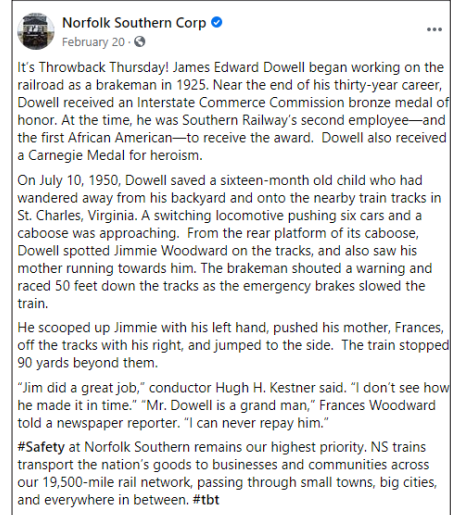 Norfolk Southern Corp
February 20 ·
It's Throwback Thursday! James Edward Dowell began working on the
railroad as a brakeman in 1925. Near the end of his thirty-year career,
Dowell received an Interstate Commerce Commission bronze medal of
honor. At the time, he was Southern Railway's second employee—and
the first African American—to receive the award.  Dowell also received
a Carnegie Medal for heroism.
On July 10, 1950, Dowell saved a sixteen-month old child who had
wandered away from his backyard and onto the nearby train tracks in
St. Charles, Virginia. A switching locomotive pushing six cars and a
caboose was approaching.  From the rear platform of its caboose,
Dowell spotted Jimmie Woodward on the tracks, and also saw his
mother running towards him. The brakeman shouted a warning and
raced 50 feet down the tracks as the emergency brakes slowed the
train.
He scooped up Jimmie with his left hand, pushed his mother, Frances,
off the tracks with his right, and jumped to the side.  The train stopped
90 yards beyond them.
"Jim did a great job," conductor Hugh H. Kestner said. "I don't see how
he made it in time." "Mr. Dowell is a grand man," Frances Woodward
told a newspaper reporter. "I can never repay him."
#Safety at Norfolk Southern remains our highest priority. NS trains
transport the nation's goods to businesses and communities across
our 19,500-mile rail network, passing through small towns, big cities,
and everywhere in between. #tbt